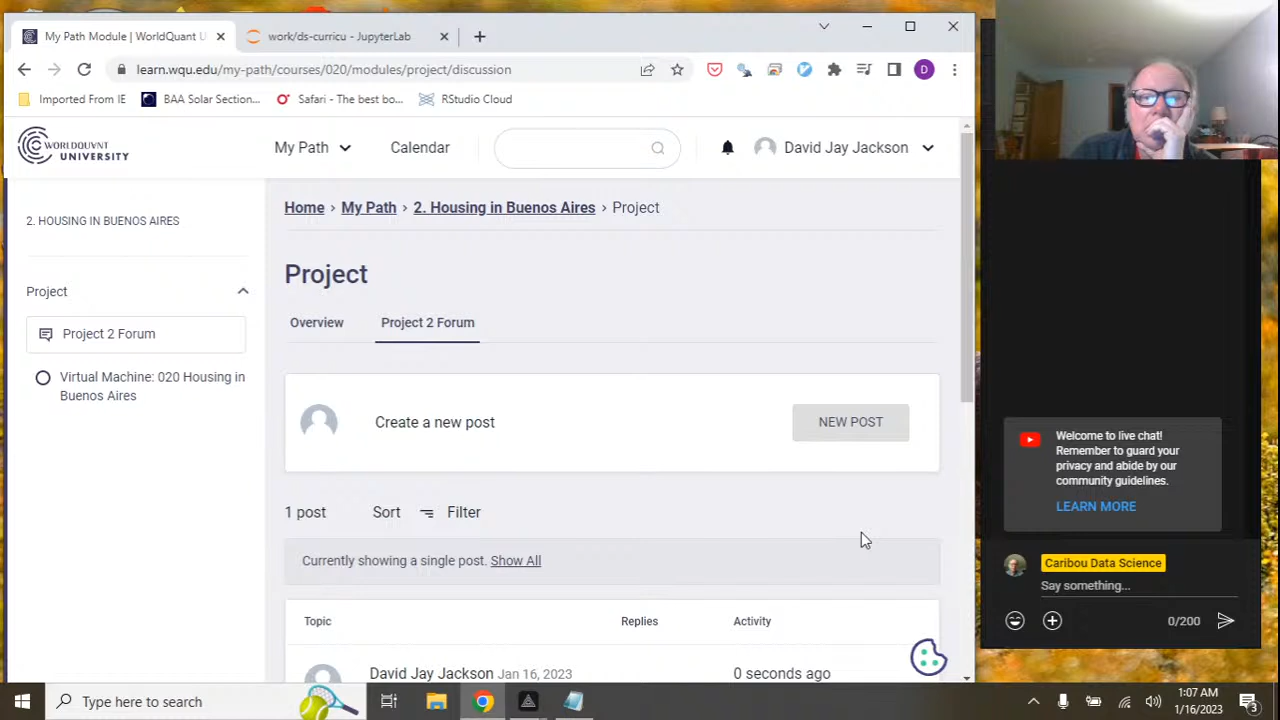 My Path Module | WorldQuant U
work/ds-curricu - JupyterLab
learn.wqu.edu/my-path/courses/020/modules/project/discussion
D
Imported From IE
BAA Solar Section...
Safari - The best bo...
RStudio Cloud
WORLDQUANT
UNIVERSITY
My Path
Calendar
David Jay Jackson
2. HOUSING IN BUENOS AIRES
Project
Project 2 Forum
Virtual Machine: 020 Housing in
Buenos Aires
Home › My Path › 2. Housing in Buenos Aires › Project
Project
Overview
Project 2 Forum
Create a new post
NEW POST
1 post
Sort
Filter
Currently showing a single post. Show All
Topic
Replies
Activity
David Jay Jackson Jan 16, 2023
0 seconds ago
Welcome to live chat!
Remember to guard your
privacy and abide by our
community guidelines.
LEARN MORE
Caribou Data Science
Say something...
0/200
Type here to search
1:07 AM
1/16/2023
3